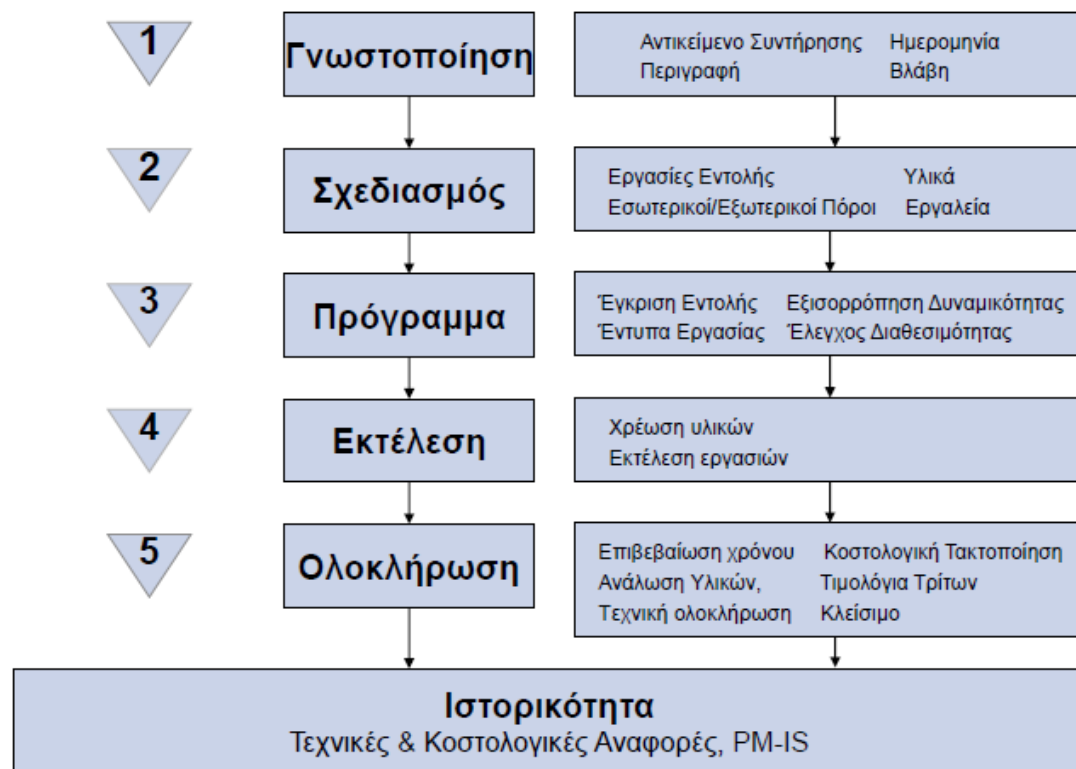 1
Γνωστοποίηση
Αντικείμενο Συντήρησης Ημερομηνία
Περιγραφή Βλάβη
2
Σχεδιασμός
Εργασίες Εντολής Υλικά
Εσωτερικοί/Εξωτερικοί Πόροι Εργαλεία
3
Πρόγραμμα
Έγκριση Εντολής Εξισορρόπηση Δυναμικότητας
Έντυπα Εργασίας Έλεγχος Διαθεσιμότητας
4
Εκτέλεση
Χρέωση υλικών
Εκτέλεση εργασιών
5
Ολοκλήρωση
Επιβεβαίωση χρόνου Κοστολογική Τακτοποίηση
Ανάλωση Υλικών, Τιμολόγια Τρίτων
Τεχνική ολοκλήρωση Κλείσιμο
Ιστορικότητα
Τεχνικές & Κοστολογικές Αναφορές, PM-IS